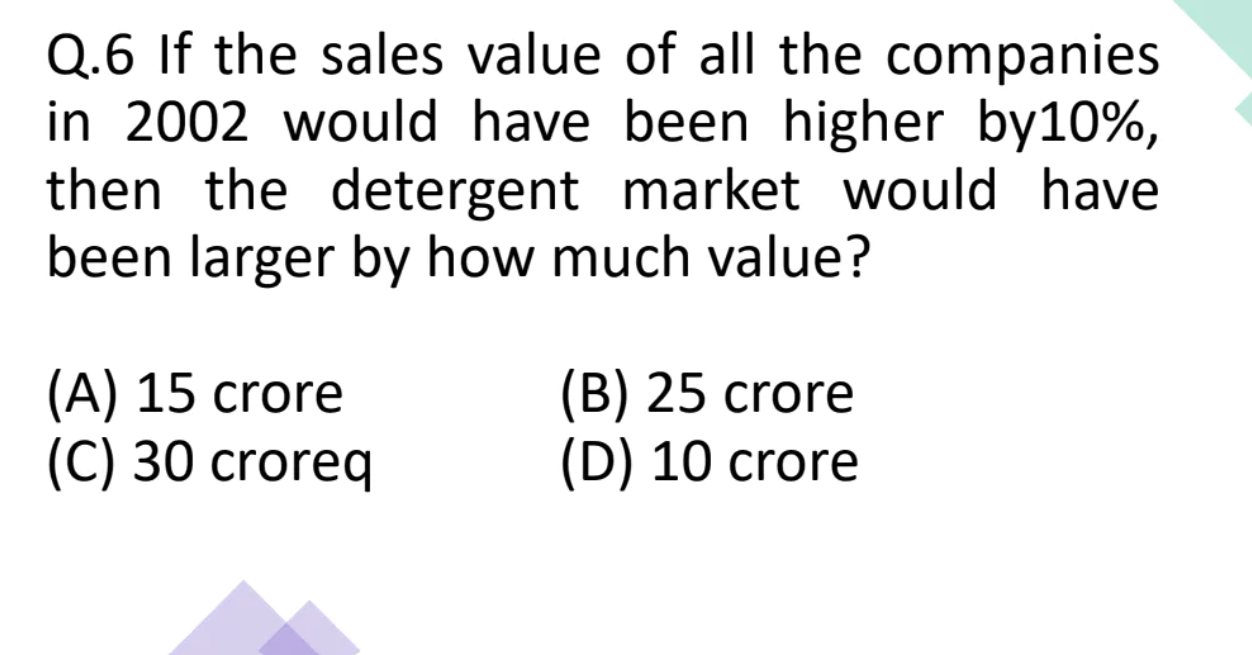 Q.6 If the sales value of all the companies
in 2002 would have been higher by10%,
then the detergent market would have
been larger by how much value?
(A) 15 crore (B) 25 crore
(C) 30 croreq (D) 10 crore